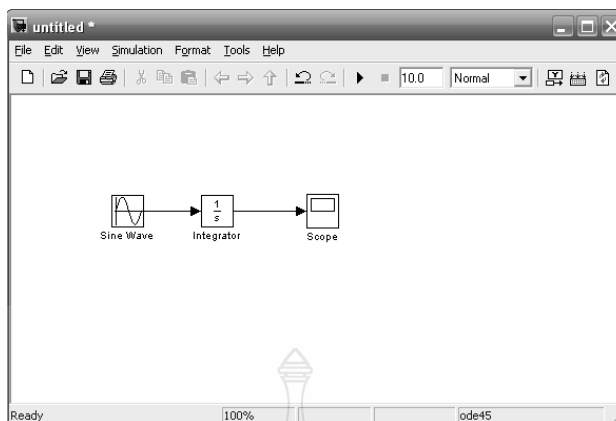 untitled *
File Edit View Simulation Format Tools Help
10.0 Normal
1
s
Sine Wave Integrator Scope
Ready 100% ode45